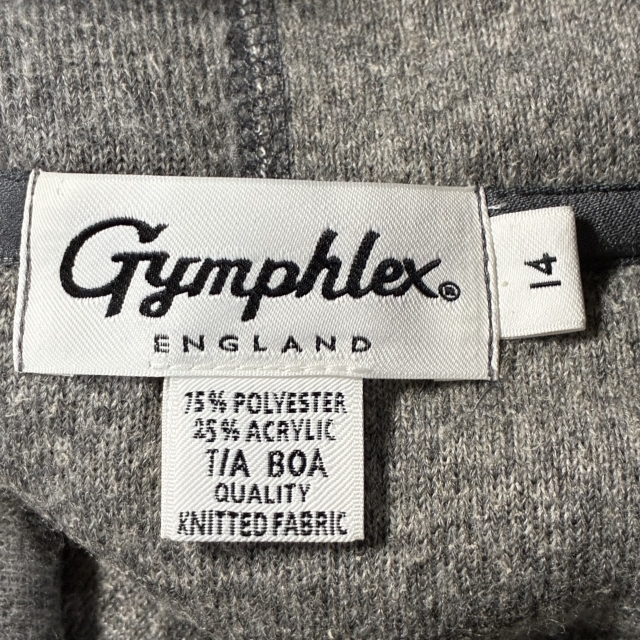 Gymphlex®
ENGLAND
14
75% POLYESTER
25% ACRYLIC
T/A BOA
QUALITY
KNITTED FABRIC